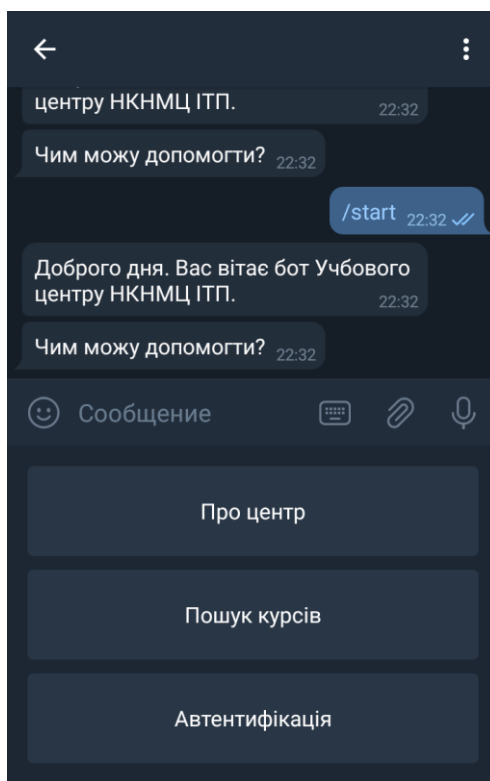 центру НКНМЦ ІТП. 22:32
Чим можу допомогти? 22:32
/start 22:32
Доброго дня. Вас вітає бот Учбового
центру НКНМЦ ІТП. 22:32
Чим можу допомогти? 22:32
Сообщение
Про центр
Пошук курсів
Автентифікація